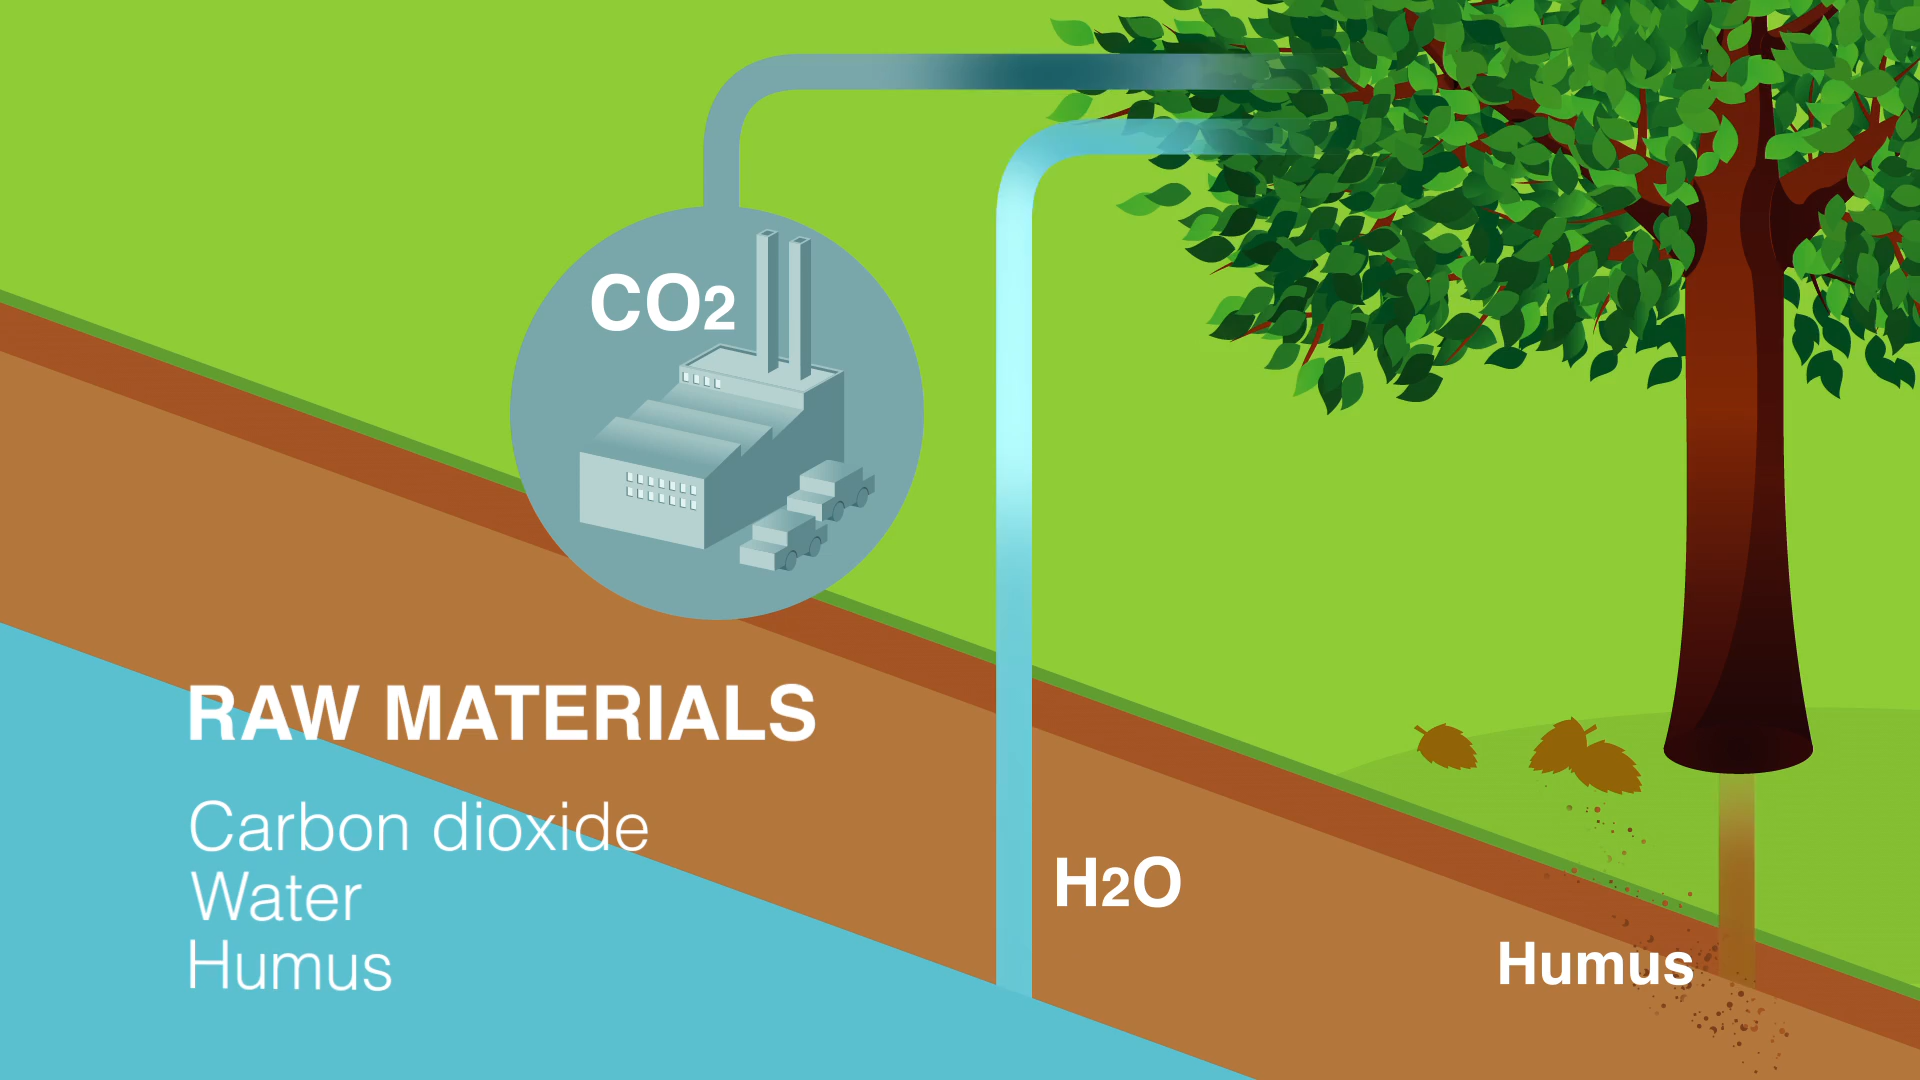 CO2
RAW MATERIALS
Carbon dioxide
Water
Humus
H2O
Humus